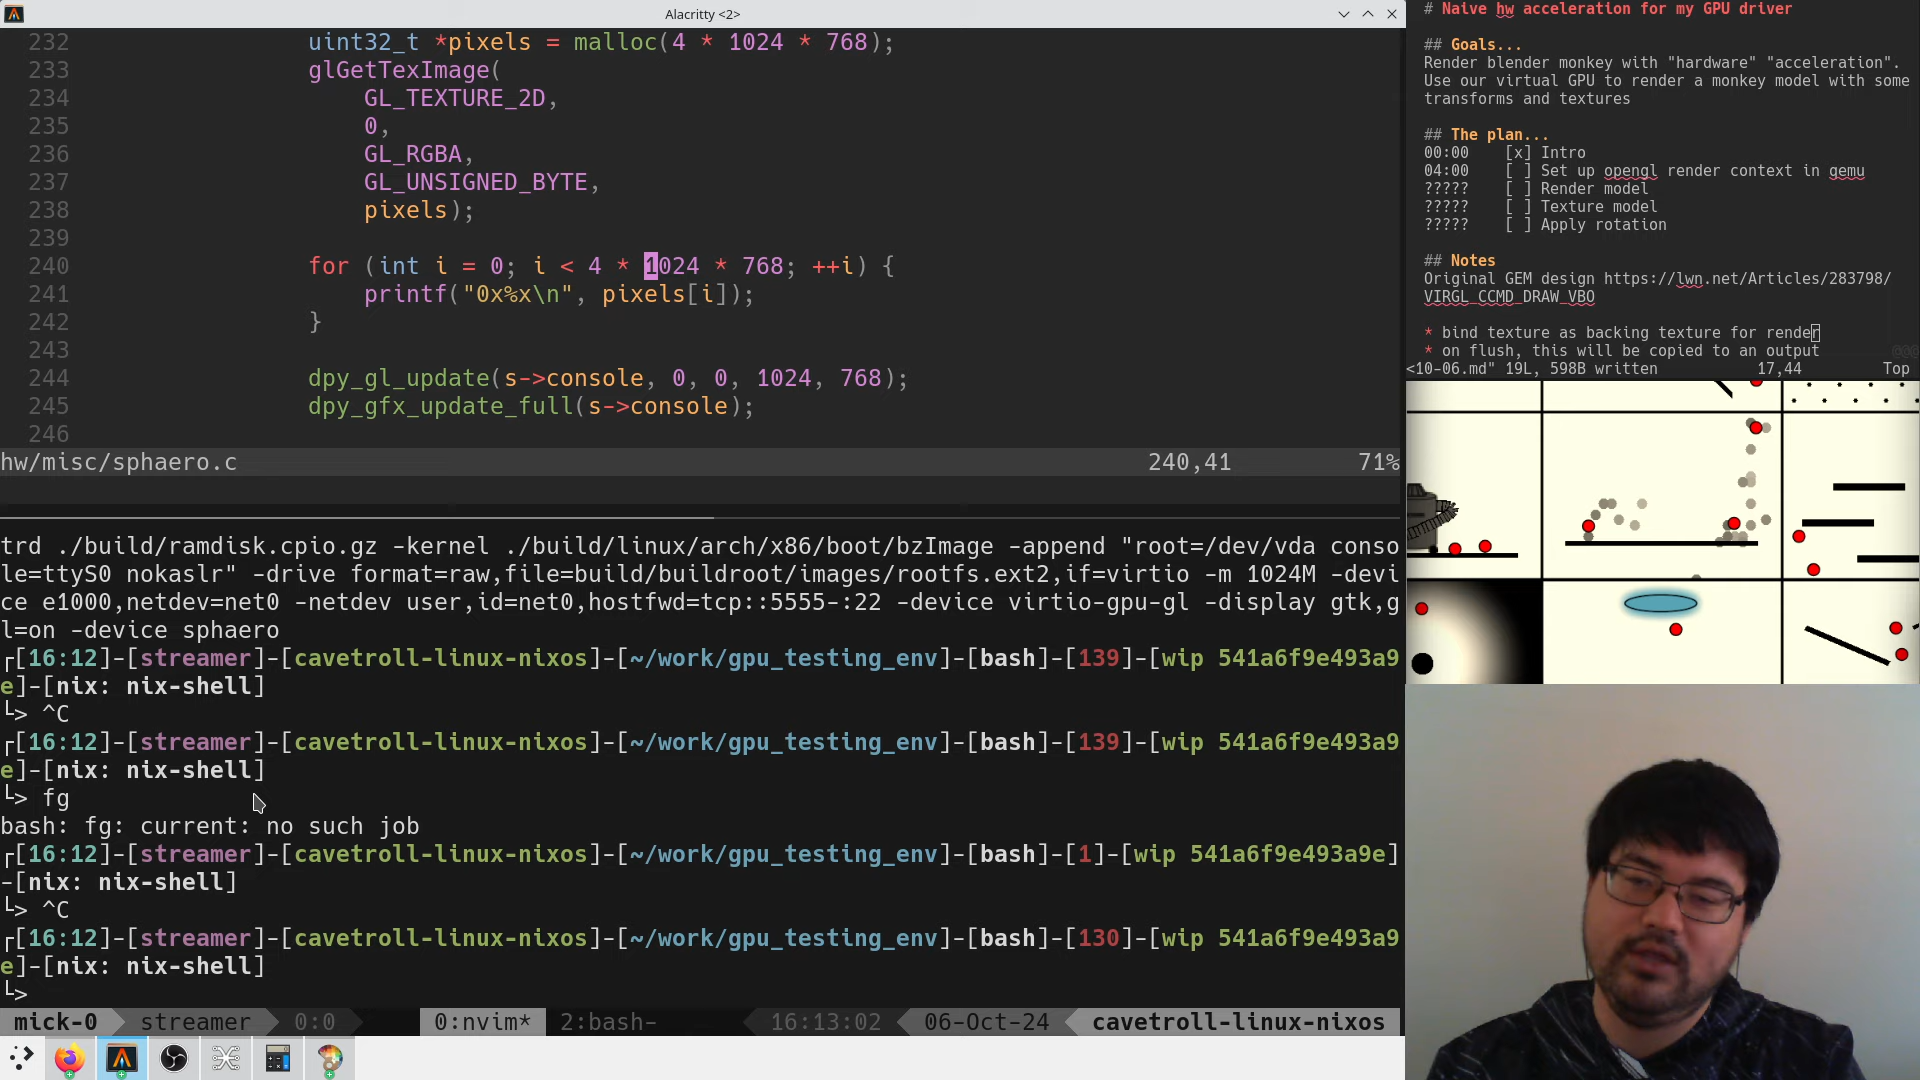 Alacritty <2>
232 uint32_t *pixels = malloc(4 * 1024 * 768);
233 glGetTexImage(
234 GL_TEXTURE_2D,
235 0,
236 GL_RGBA,
237 GL_UNSIGNED_BYTE,
238 pixels);
239
240 for (int i = 0; i < 4 * 1024 * 768; ++i) {
241 printf("0x%x\n", pixels[i]);
242 }
243
244 dpy_gl_update(s->console, 0, 0, 1024, 768);
245 dpy_gfx_update_full(s->console);
246
hw/misc/sphaero.c 240,41 71%
trd ./build/ramdisk.cpio.gz -kernel ./build/linux/arch/x86/boot/bzImage -append "root=/dev/vda conso
le=ttyS0 nokaslr" -drive format=raw,file=build/buildroot/images/rootfs.ext2,if=virtio -m 1024M -devi
ce e1000,netdev=net0 -netdev user,id=net0,hostfwd=tcp::5555-:22 -device virtio-gpu-gl -display gtk,g
l=on -device sphaero
┌[16:12]-[streamer]-[cavetroll-linux-nixos]-[~/work/gpu_testing_env]-[bash]-[139]-[wip 541a6f9e493a9
e]-[nix: nix-shell]
└> ^C
┌[16:12]-[streamer]-[cavetroll-linux-nixos]-[~/work/gpu_testing_env]-[bash]-[139]-[wip 541a6f9e493a9
e]-[nix: nix-shell]
└> fg
bash: fg: current: no such job
┌[16:12]-[streamer]-[cavetroll-linux-nixos]-[~/work/gpu_testing_env]-[bash]-[1]-[wip 541a6f9e493a9e]
-[nix: nix-shell]
└> ^C
┌[16:12]-[streamer]-[cavetroll-linux-nixos]-[~/work/gpu_testing_env]-[bash]-[130]-[wip 541a6f9e493a9
e]-[nix: nix-shell]
└>
mick-0 streamer 0:0 0:nvim* 2:bash- 16:13:02 06-Oct-24 cavetroll-linux-nixos
# Naive hw acceleration for my GPU driver
## Goals...
Render blender monkey with "hardware" "acceleration".
Use our virtual GPU to render a monkey model with some
transforms and textures
## The plan...
00:00 [x] Intro
04:00 [ ] Set up opengl render context in qemu
????? [ ] Render model
????? [ ] Texture model
????? [ ] Apply rotation
## Notes
Original GEM design https://lwn.net/Articles/283798/
VIRGL_CCMD_DRAW_VBO
* bind texture as backing texture for render
* on flush, this will be copied to an output
<10-06.md" 19L, 598B written 17,44 Top